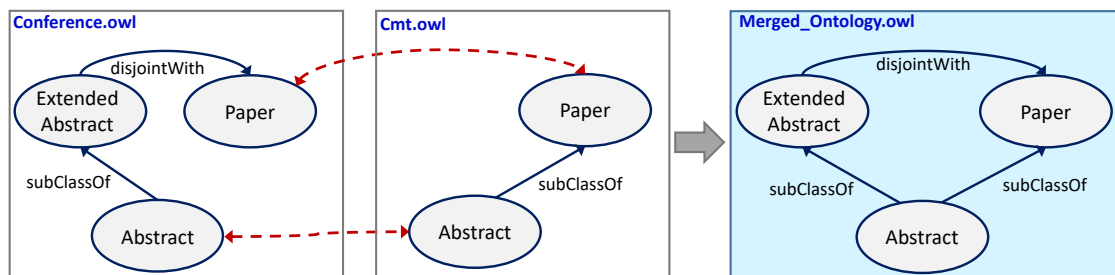 Conference.owl
disjointWith
Extended
Abstract
Paper
subClassOf
Abstract
Cmt.owl
Paper
subClassOf
Abstract
Merged_Ontology.owl
disjointWith
Extended
Abstract
Paper
subClassOf
subClassOf
Abstract